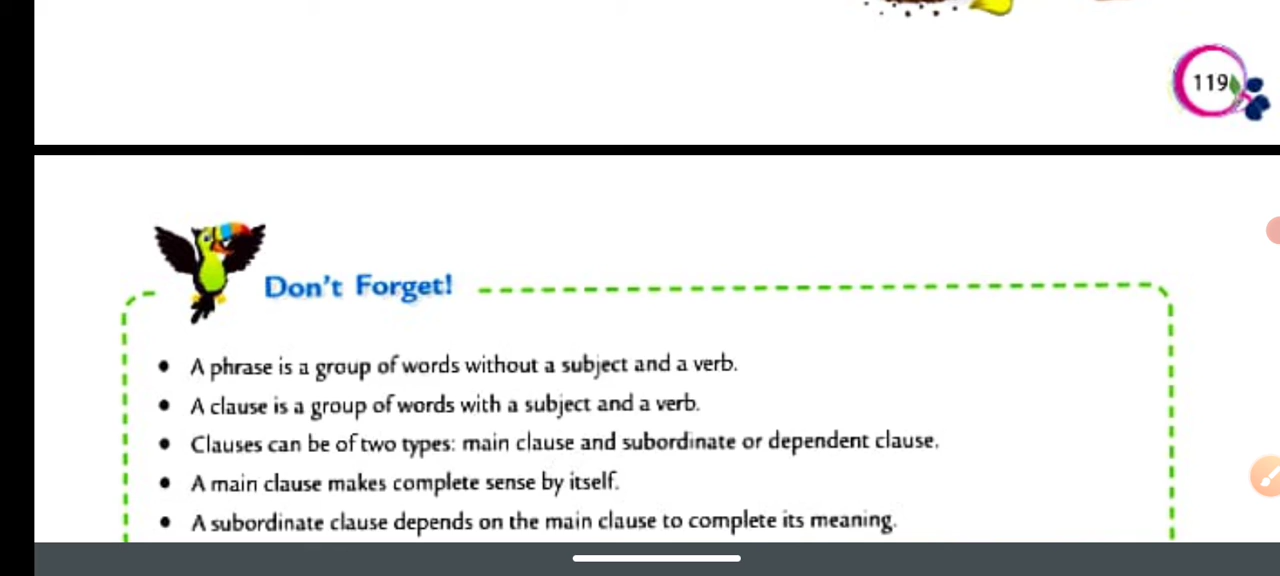 119
Don't Forget!
• A phrase is a group of words without a subject and a verb.
• A clause is a group of words with a subject and a verb.
• Clauses can be of two types: main clause and subordinate or dependent clause.
• A main clause makes complete sense by itself.
• A subordinate clause depends on the main clause to complete its meaning.